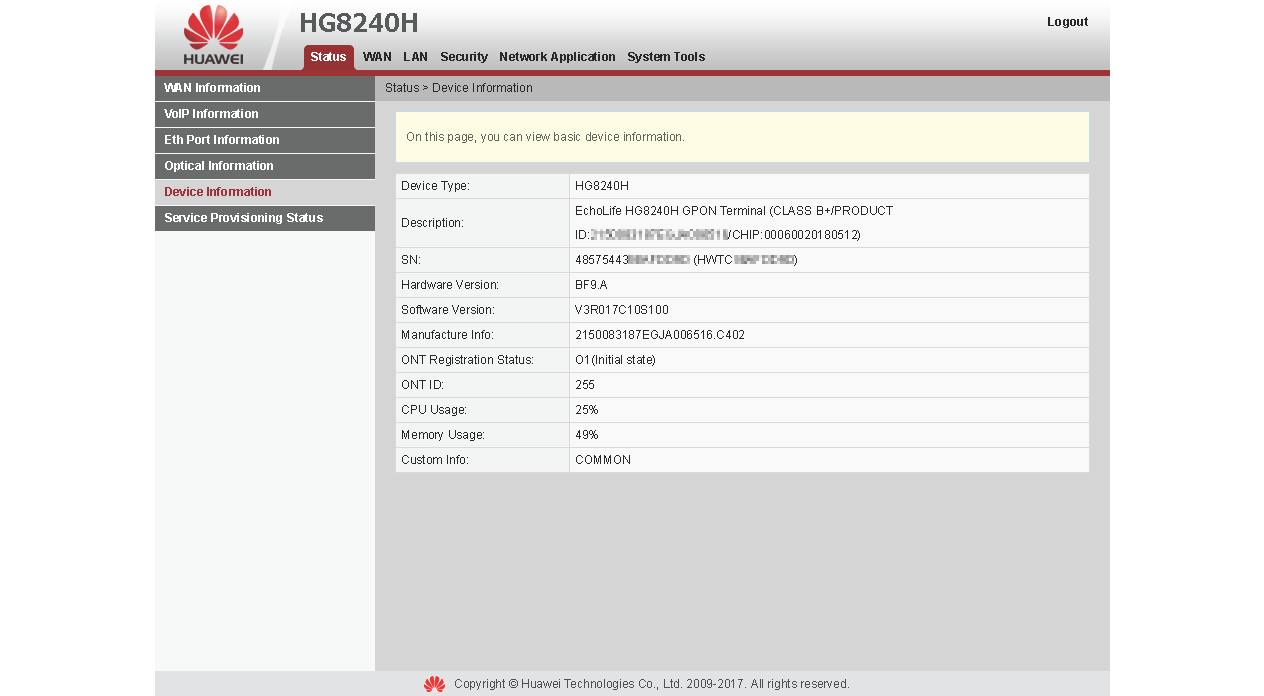 HUAWEI
HG8240H
Logout
Status WAN LAN Security Network Application System Tools
WAN Information
VoIP Information
Eth Port Information
Optical Information
Device Information
Service Provisioning Status
Status > Device Information
On this page, you can view basic device information.
Device Type: HG8240H
Description: EchoLife HG8240H GPON Terminal (CLASS B+/PRODUCT
ID: /CHIP:00060020180512)
SN: 48575443 (HWTC )
Hardware Version: BF9.A
Software Version: V3R017C10S100
Manufacture Info: 2150083187EGJA006516.C402
ONT Registration Status: O1(Initial state)
ONT ID: 255
CPU Usage: 25%
Memory Usage: 49%
Custom Info: COMMON
Copyright © Huawei Technologies Co., Ltd. 2009-2017. All rights reserved.